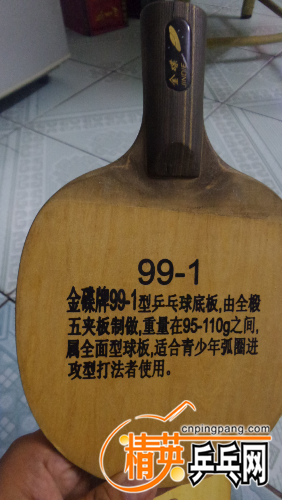 金碟
99-1
金碟牌99-1型乒乓球底板,由全椴
五夹板制做,重量在95-110g之间,
属全面型球板,适合青少年弧圈进
攻型打法者使用。
cnpingpang.com
精英乒乓网